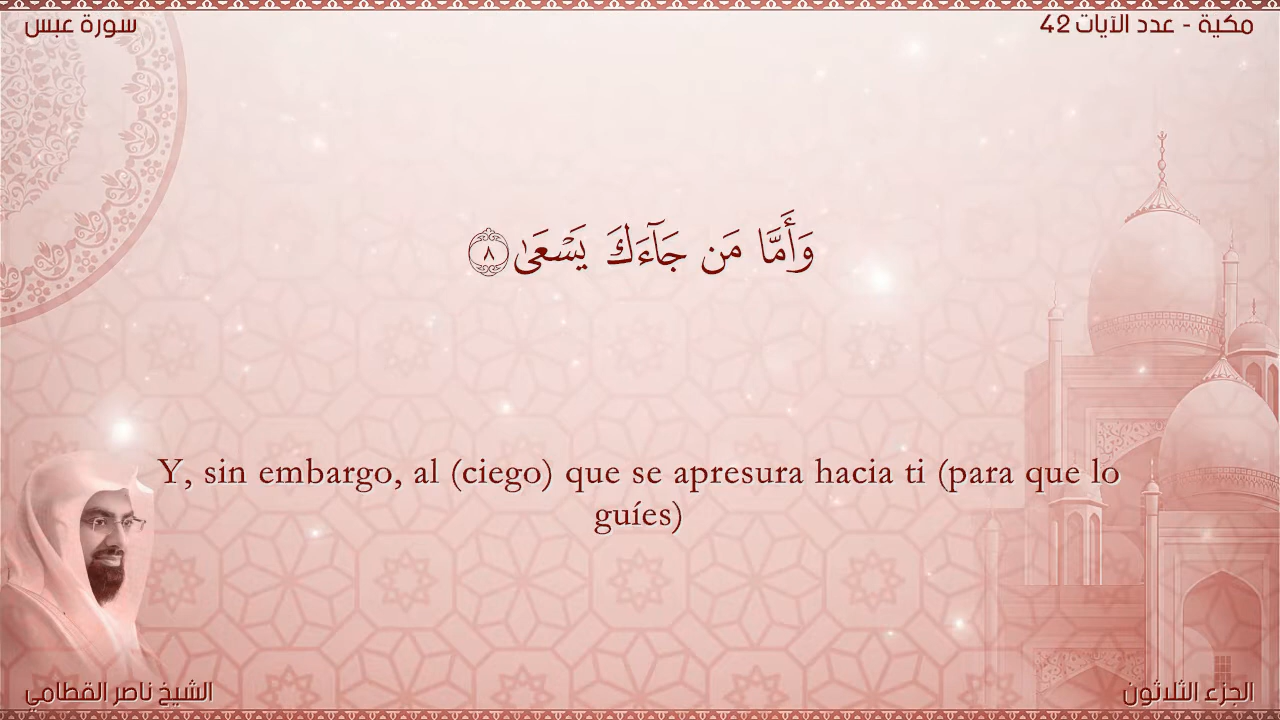 مكية - عدد الآيات 42
سورة عبس
وَأَمَّا مَن جَآءَكَ يَسْعَىٰ ٨
Y, sin embargo, al (ciego) que se apresura hacia ti (para que lo
guíes)
الجزء الثلاثون
الشيخ ناصر القطامي